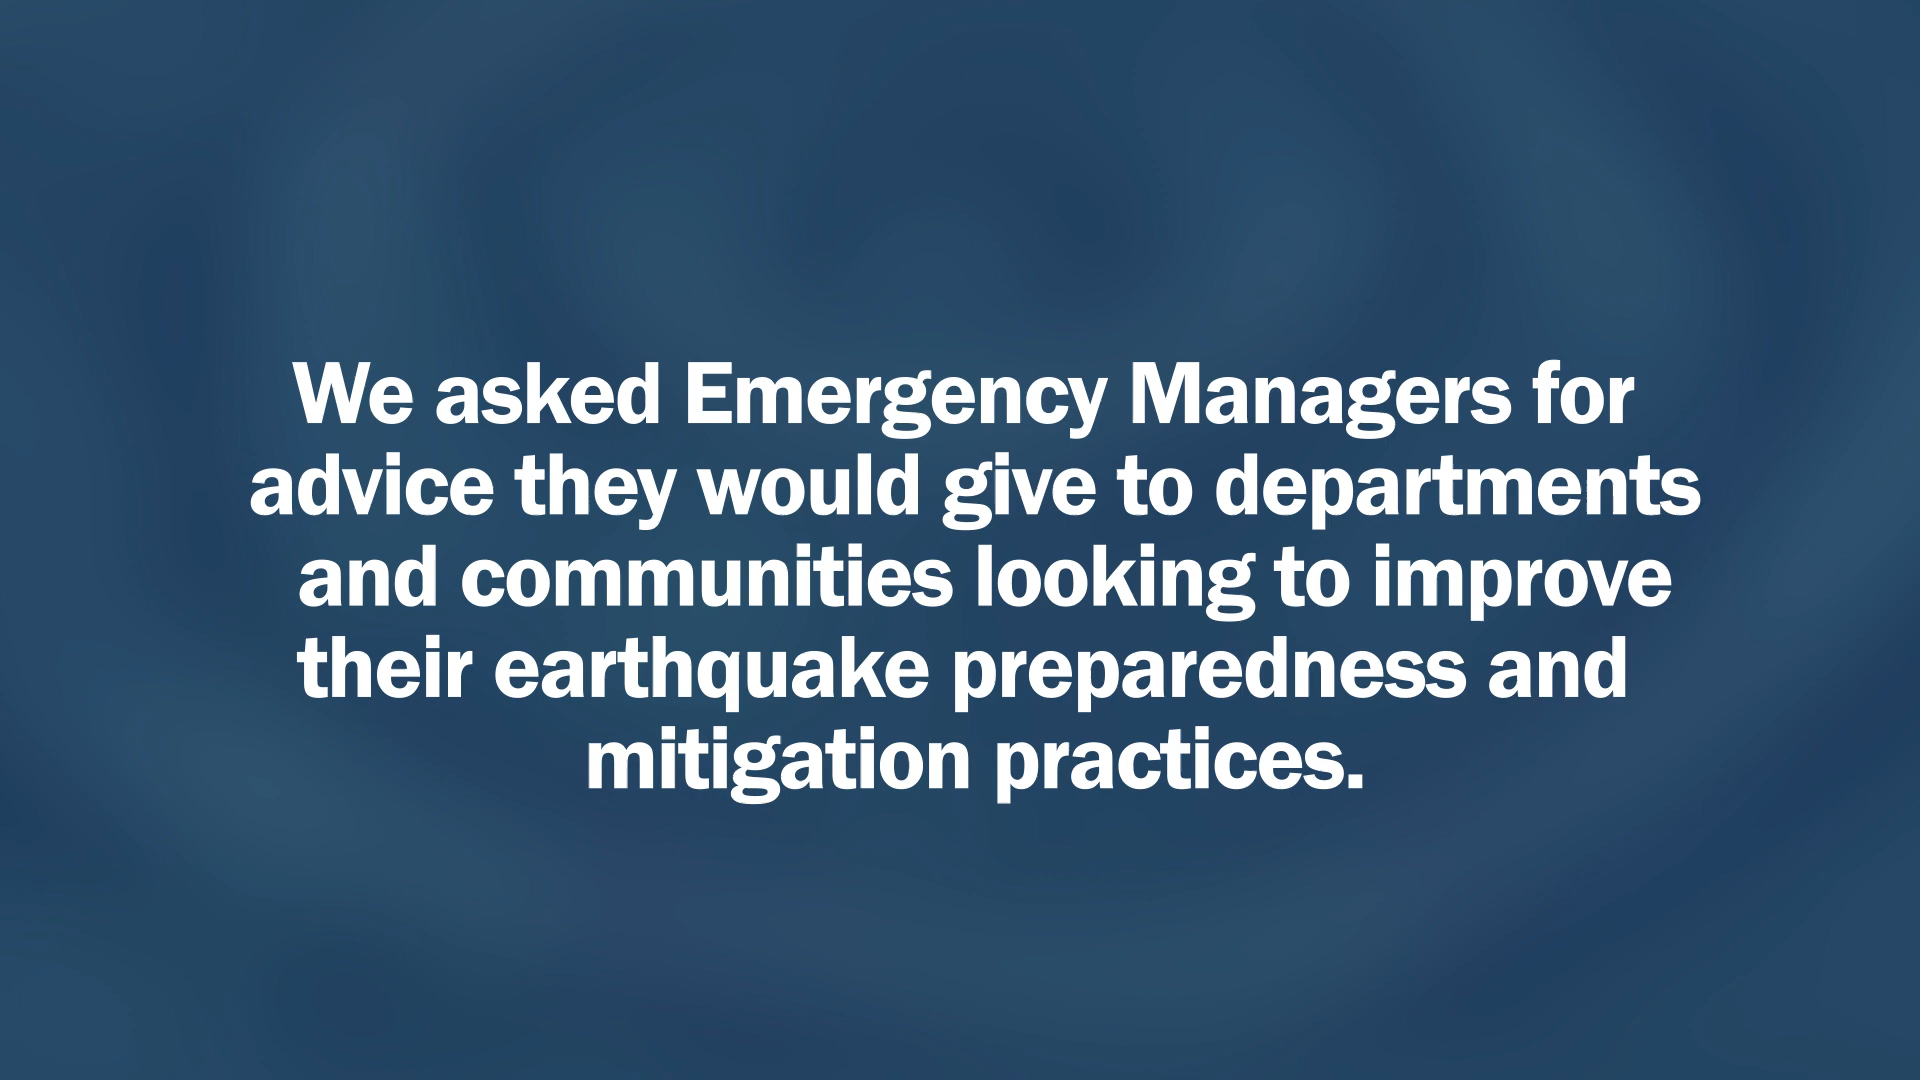 We asked Emergency Managers for
advice they would give to departments
and communities looking to improve
their earthquake preparedness and
mitigation practices.